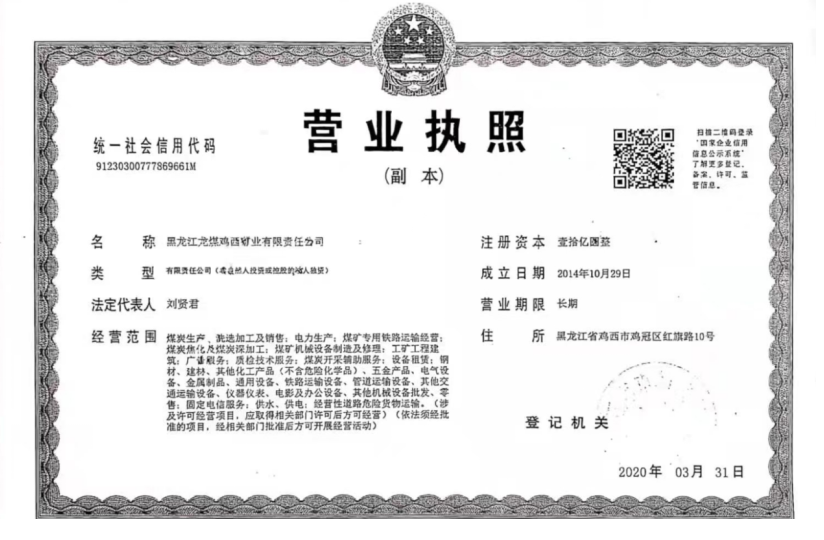 营业执照
(副 本)
统一社会信用代码
91230300777869661M
扫描二维码登录
"国家企业信用
信息公示系统"
了解更多登记、
备案、许可、监
管信息。
名 称 黑龙江龙煤鸡西矿业有限责任公司
类 型 有限责任公司(非自然人投资或控股的法人独资)
法定代表人 刘贤君
经营范围 煤炭生产、洗选加工及销售;电力生产;煤矿专用铁路运输经营;
煤炭焦化及煤炭深加工;煤矿机械设备制造及修理;工矿工程建
筑;广告服务;质检技术服务;煤炭开采辅助服务;设备租赁;钢
材、建材、其他化工产品(不含危险化学品)、五金产品、电气设
备、金属制品、通用设备、铁路运输设备、管道运输设备、其他交
通运输设备、仪器仪表、电影及办公设备、其他机械设备批发、零
售;固定电信服务;供水、供电;经营性道路危险货物运输。(涉
及许可经营项目,应取得相关部门许可后方可经营)(依法须经批
准的项目,经相关部门批准后方可开展经营活动)
注册资本 壹拾亿圆整
成立日期 2014年10月29日
营业期限 长期
住 所 黑龙江省鸡西市鸡冠区红旗路10号
登记机关
2020年 03月 31日